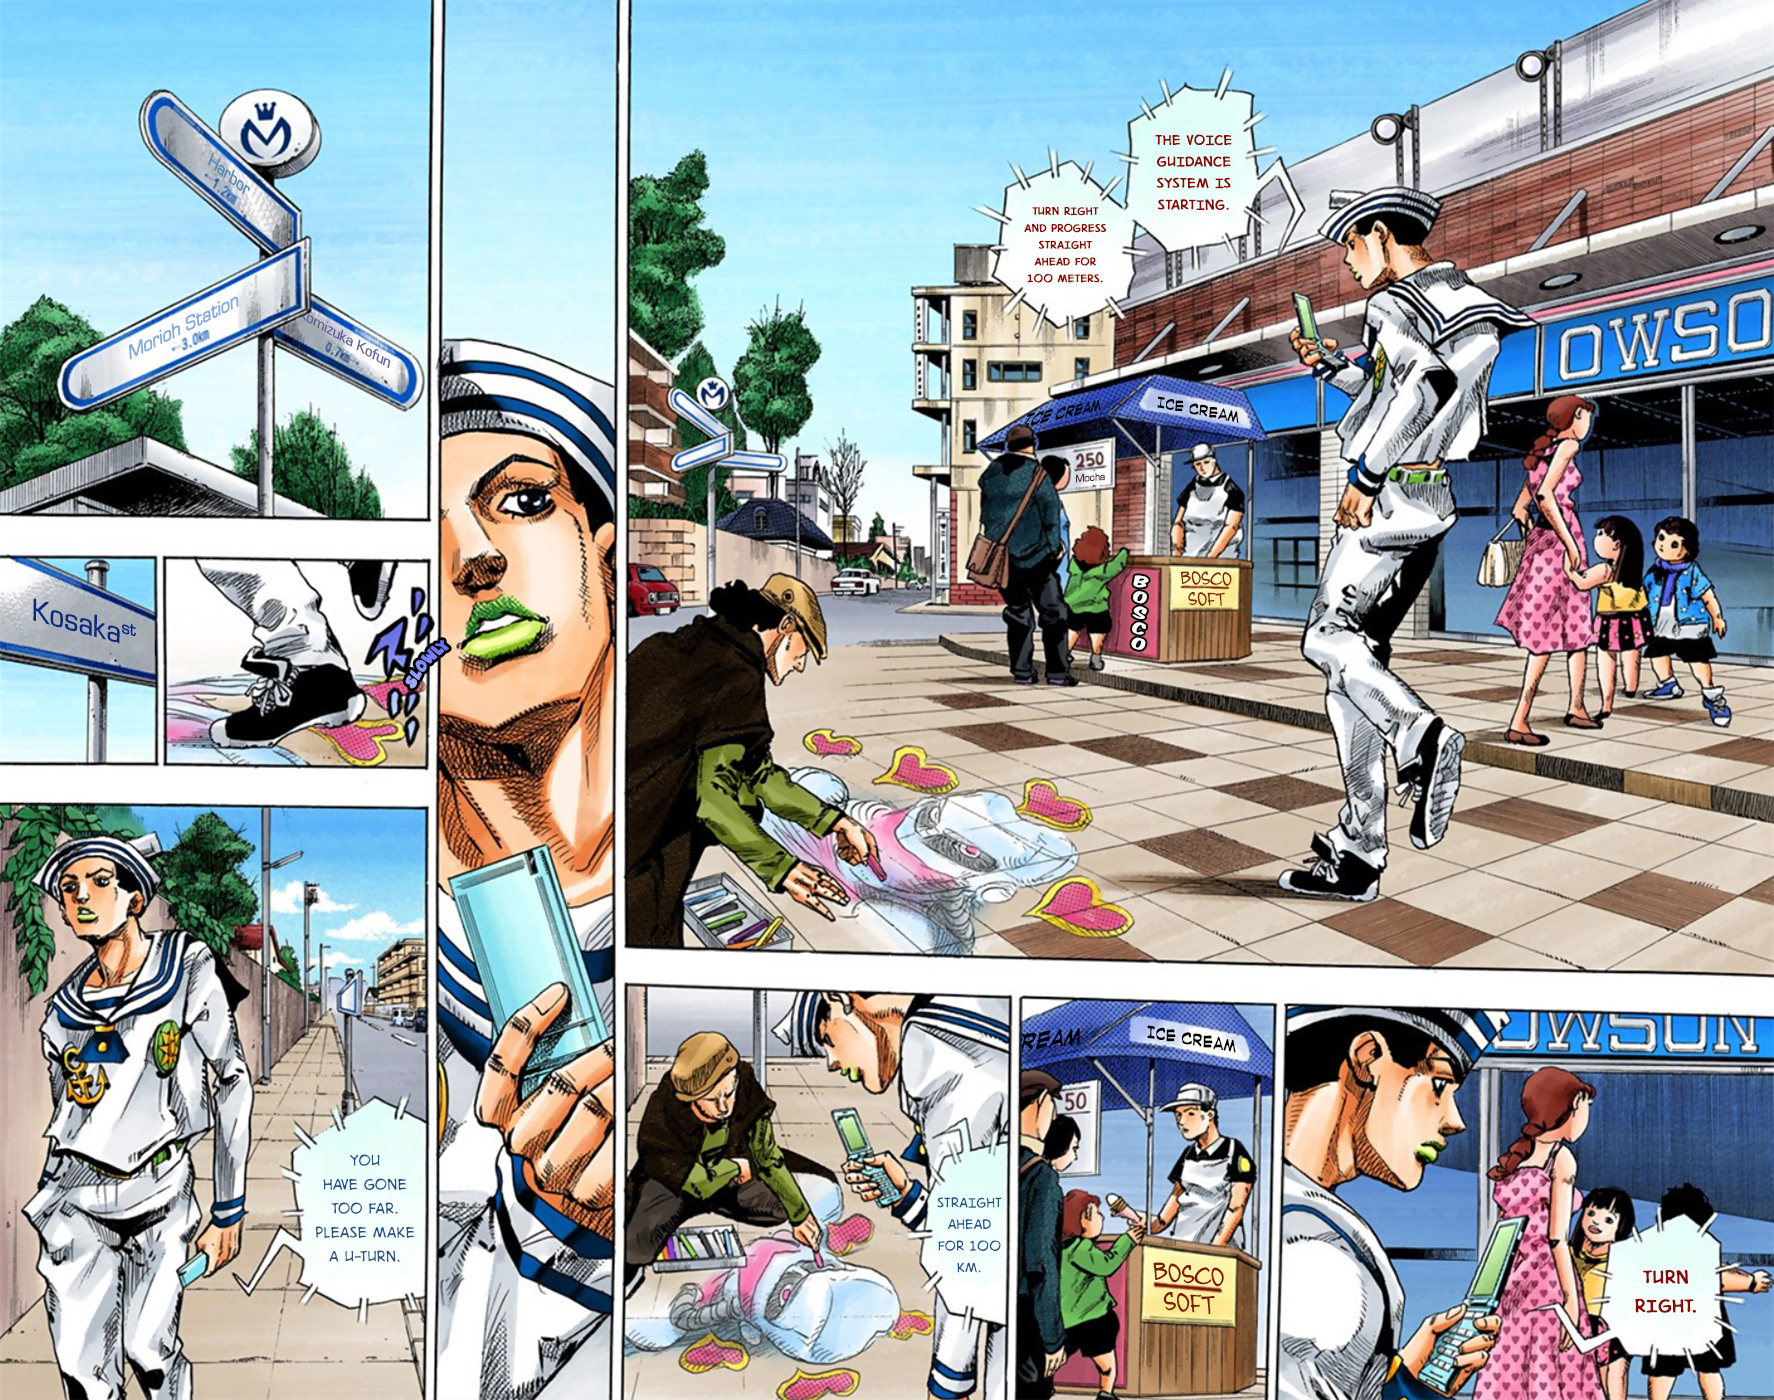 THE VOICE
GUIDANCE
SYSTEM IS
STARTING.
TURN RIGHT
AND PROGRESS
STRAIGHT
AHEAD FOR
100 METERS.
OWSO
ICE CREAM
ICE CREAM
250
Mocha
BOSCO
BOSCO
SOFT
OWSON
TURN
RIGHT.
REAM
ICE CREAM
50
BOSCO
SOFT
STRAIGHT
AHEAD
FOR 100
KM.
Harbor
←1.2km
Morioh Station
←3.0km
Komizuka Kofun
0.7km→
SLOWLY
Kosaka st
YOU
HAVE GONE
TOO FAR.
PLEASE MAKE
A U-TURN.